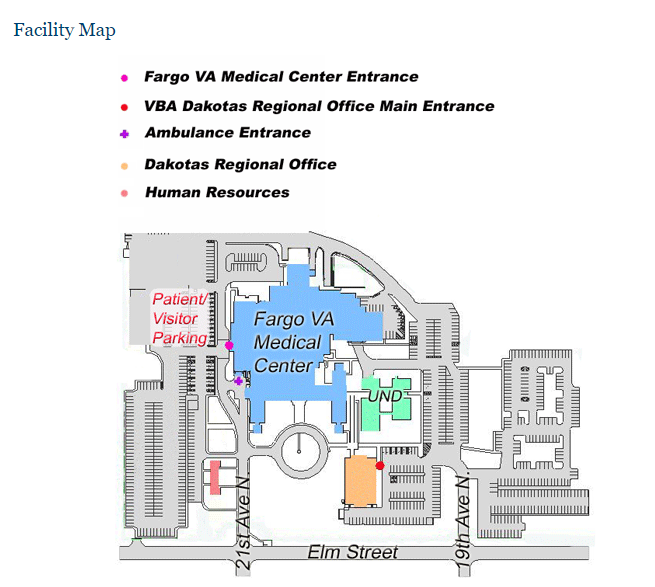 Facility Map
Fargo VA Medical Center Entrance
VBA Dakotas Regional Office Main Entrance
Ambulance Entrance
Dakotas Regional Office
Human Resources
Patient/
Visitor
Parking
Fargo VA
Medical
Center
UND
21st Ave N.
Elm Street
19th Ave N.